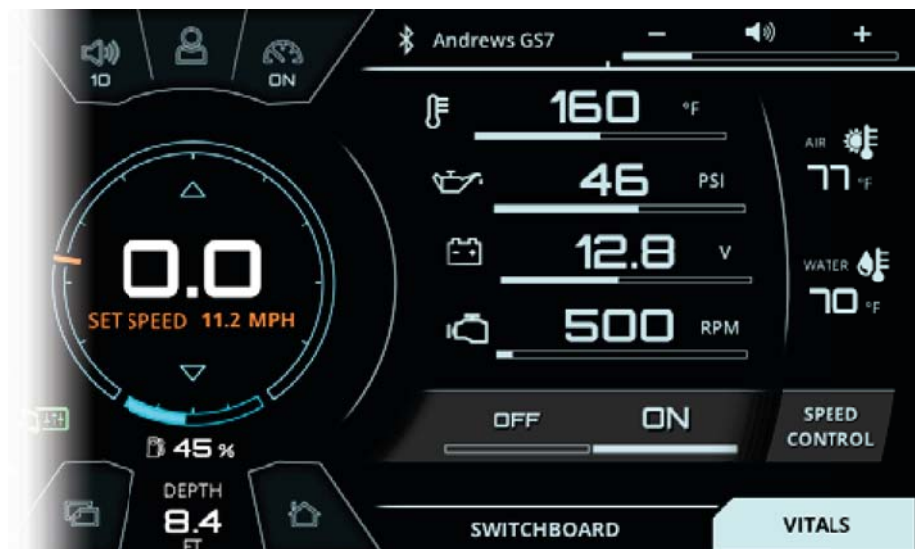 10
ON
Andrews GS7
− +
160 °F
46 PSI
12.8 V
500 RPM
AIR
77 °F
WATER
70 °F
0.0
SET SPEED 11.2 MPH
45 %
DEPTH
8.4
FT
OFF ON
SPEED
CONTROL
SWITCHBOARD
VITALS